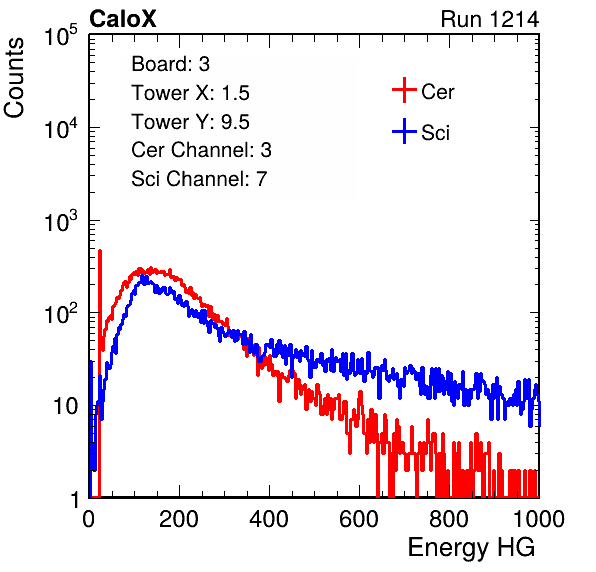 CaloX Run 1214
Counts
10^5
10^4
10^3
10^2
10
1
Board: 3
Tower X: 1.5
Tower Y: 9.5
Cer Channel: 3
Sci Channel: 7
Cer
Sci
0 200 400 600 800 1000
Energy HG